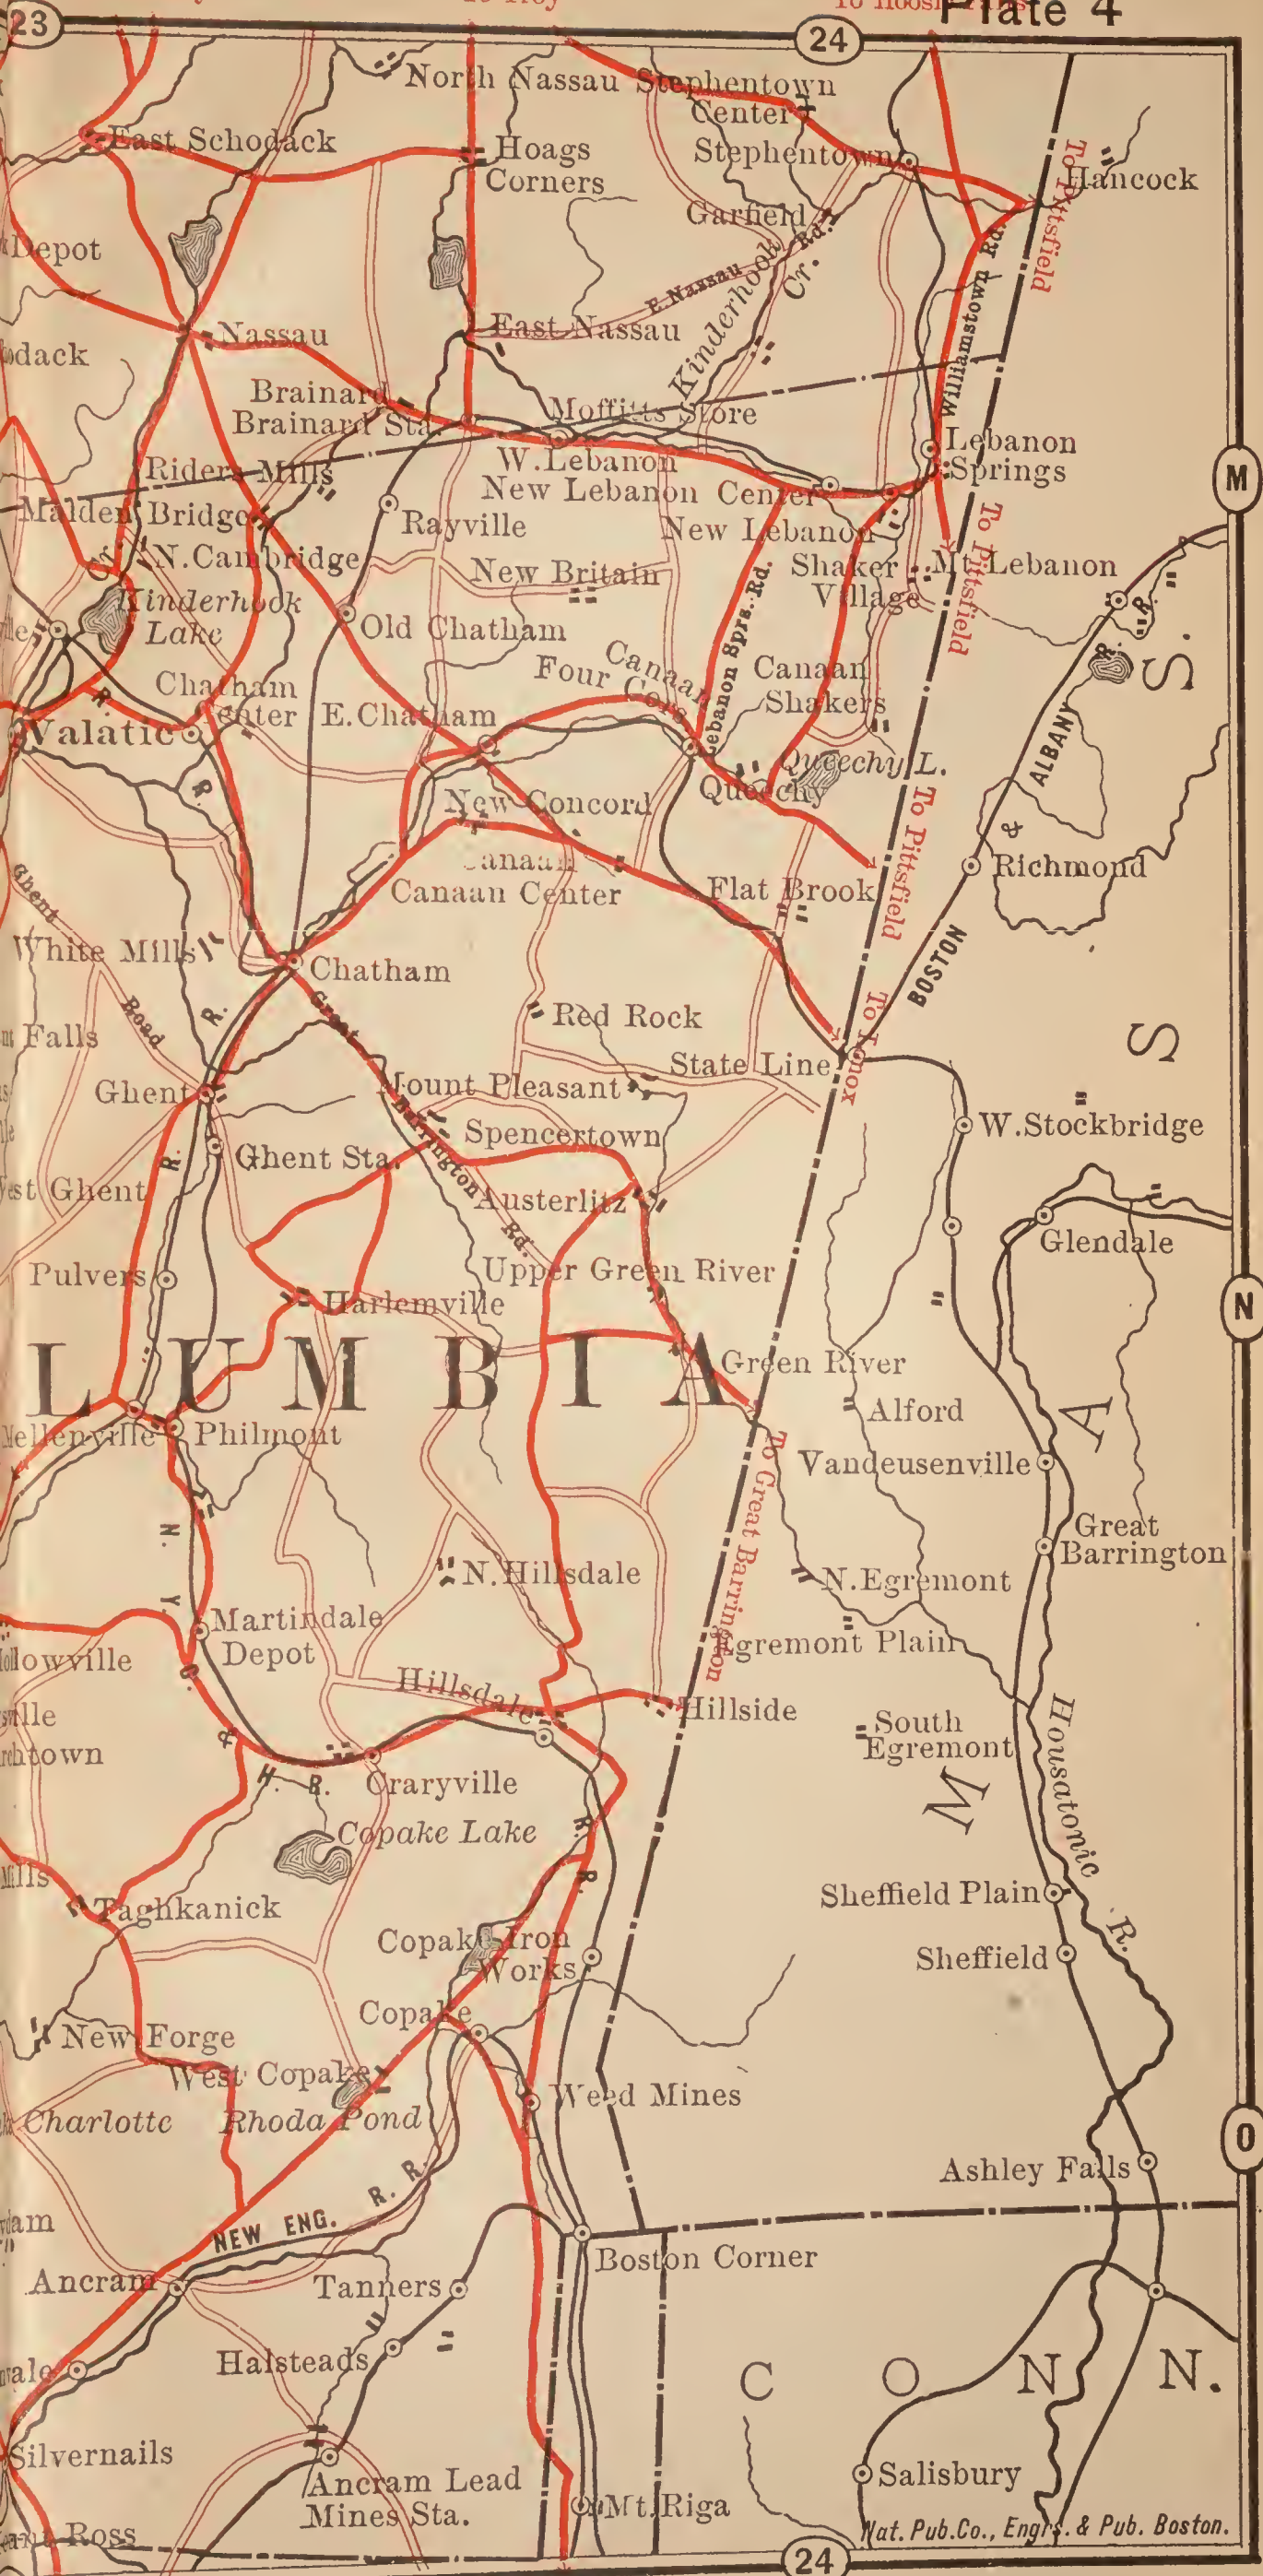 Plate 4
23
24
North Nassau
Stephentown
Center
East Schodack
Hoags
Corners
Stephentown
To Pittsfield
Hancock
Garfield
Depot
E. Nassau Rd.
Kinderhook
Cr.
Williamstown Rd.
Nassau
East Nassau
Brainard
Brainard Sta.
Moffitts Store
Lebanon
Springs
Riders Mills
W. Lebanon
New Lebanon Center
M
Malden Bridge
Rayville
New Lebanon
To Pittsfield
Cr.
N. Cambridge
New Britain
Shaker
Village
Mt. Lebanon
Kinderhook
Lake
Old Chatham
Lebanon Sprs. Rd.
R. R.
S.
Canaan
Four Cors.
Canaan
Shakers
Chatham
Center
E. Chatham
R.
Valatie
ALBANY
Queechy L.
Queechy
R.
New Concord
To Pittsfield
&
Canaan Center
Flat Brook
Richmond
Ghent
Road
White Mills
Chatham
BOSTON
Great
Barrington
Rd.
R.
Falls
Red Rock
S
State Line
Ghent
Mount Pleasant
W. Stockbridge
Ghent Sta.
Spencertown
R.
Ghent
Austerlitz
Glendale
Pulvers
Upper Green River
Harlemville
N
LUMBIA
Green River
Alford
A
Mellenville
Philmont
Vandeusenville
To Great Barrington
Great
Barrington
N. Y. C. & H. R. R. R.
N. Hillsdale
N. Egremont
Martindale
Depot
Egremont Plain
Hillsdale
Hillside
South
Egremont
Housatonic
R.
Craryville
M
Copake Lake
Sheffield Plain
Taghkanick
Copake Iron
Works
Sheffield
Copake
New Forge
West Copake
Weed Mines
Charlotte
Rhoda Pond
O
Ashley Falls
NEW ENG. R. R.
Boston Corner
Ancram
Tanners
Halsteads
CONN.
Silvernails
Ancram Lead
Mines Sta.
Salisbury
Mt. Riga
Ross
Nat. Pub. Co., Engrs. & Pub. Boston.
24